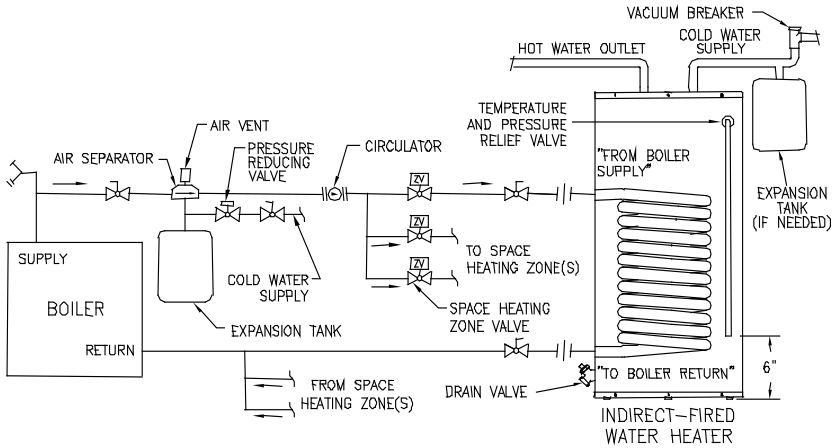 VACUUM BREAKER
HOT WATER OUTLET
COLD WATER
SUPPLY
TEMPERATURE
AND PRESSURE
RELIEF VALVE
AIR VENT
PRESSURE
REDUCING
VALVE
CIRCULATOR
AIR SEPARATOR
"FROM BOILER
SUPPLY"
EXPANSION
TANK
(IF NEEDED)
ZV
ZV
ZV
TO SPACE
HEATING ZONE(S)
COLD WATER
SUPPLY
SUPPLY
BOILER
RETURN
EXPANSION TANK
SPACE HEATING
ZONE VALVE
FROM SPACE
HEATING ZONE(S)
DRAIN VALVE
"TO BOILER RETURN"
6"
INDIRECT-FIRED
WATER HEATER